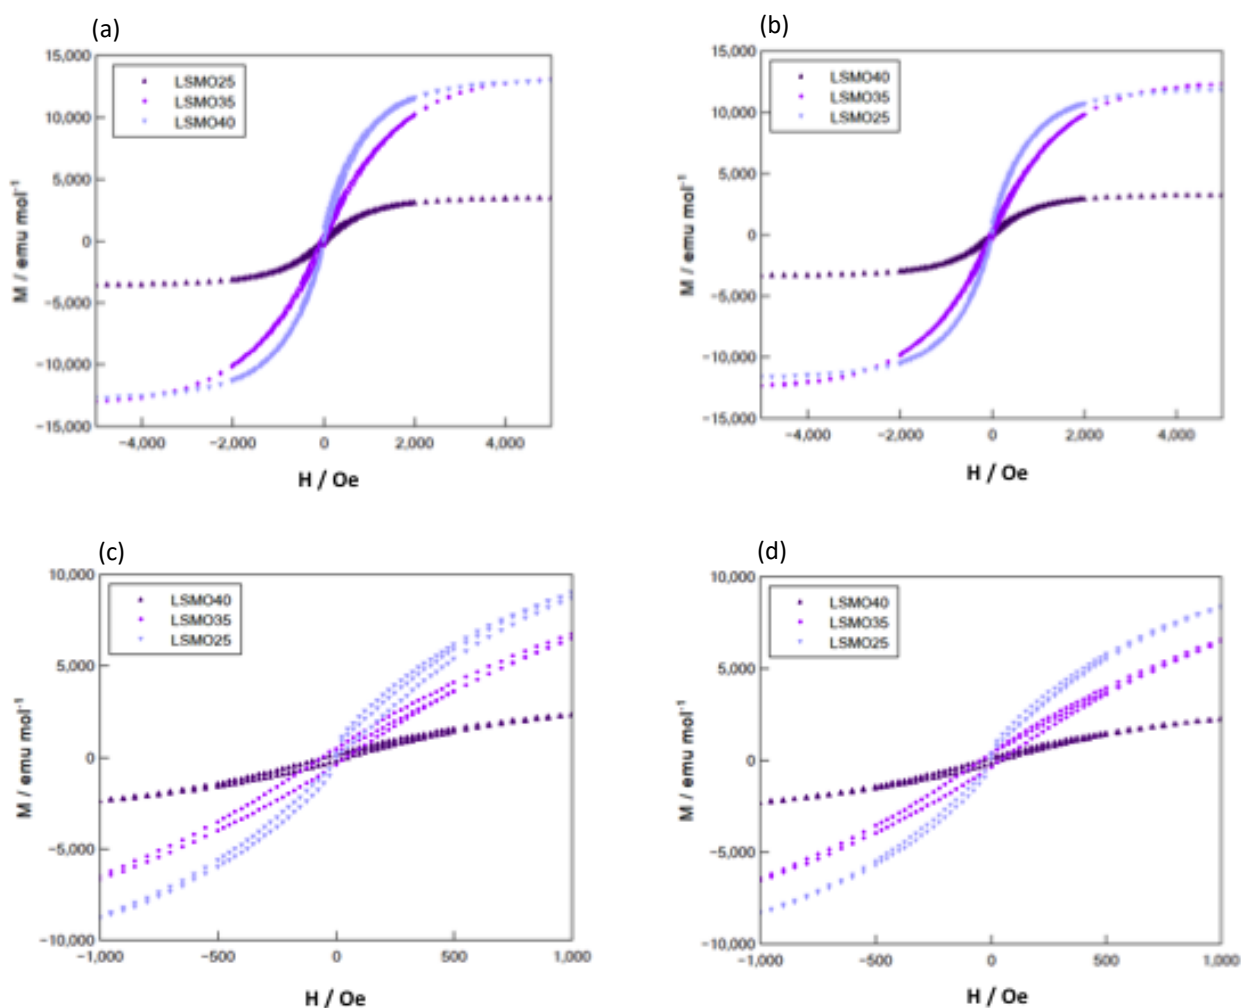 (a)
15,000
LSMO25
LSMO35
LSMO40
10,000
5,000
0
−5,000
−10,000
−15,000
M / emu mol⁻¹
−4,000 −2,000 0 2,000 4,000
H / Oe
(b)
15,000
LSMO40
LSMO35
LSMO25
10,000
5,000
0
−5,000
−10,000
−15,000
M / emu mol⁻¹
−4,000 −2,000 0 2,000 4,000
H / Oe
(c)
10,000
LSMO40
LSMO35
LSMO25
5,000
0
−5,000
−10,000
M / emu mol⁻¹
−1,000 −500 0 500 1,000
H / Oe
(d)
10,000
LSMO40
LSMO35
LSMO25
5,000
0
−5,000
−10,000
M / emu mol⁻¹
−1,000 −500 0 500 1,000
H / Oe